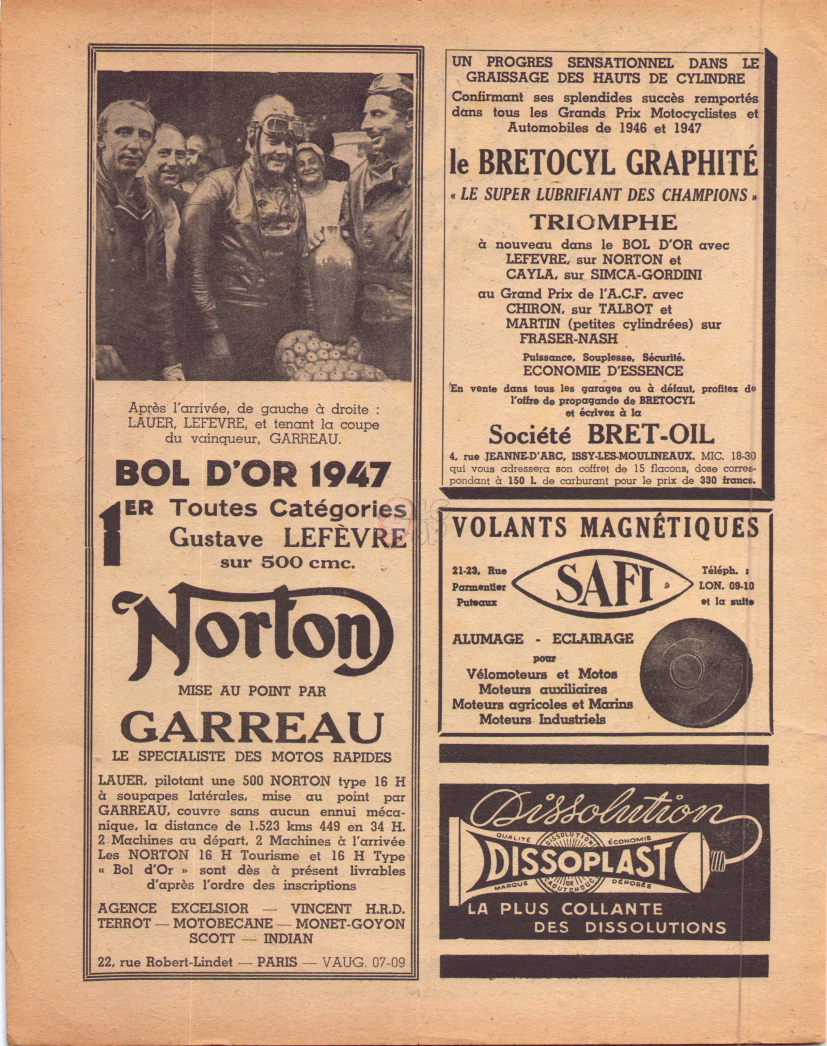 Après l'arrivée, de gauche à droite :
LAUER, LEFEVRE, et tenant la coupe
du vainqueur, GARREAU.
BOL D'OR 1947
1ER Toutes Catégories
Gustave LEFÈVRE
sur 500 cmc.
Norton
MISE AU POINT PAR
GARREAU
LE SPECIALISTE DES MOTOS RAPIDES
LAUER, pilotant une 500 NORTON type 16 H
à soupapes latérales, mise au point par
GARREAU, couvre sans aucun ennui méca-
nique, la distance de 1.523 kms 449 en 34 H.
2 Machines au départ, 2 Machines à l'arrivée
Les NORTON 16 H Tourisme et 16 H Type
« Bol d'Or » sont dès à présent livrables
d'après l'ordre des inscriptions
AGENCE EXCELSIOR — VINCENT H.R.D.
TERROT — MOTOBECANE — MONET-GOYON
SCOTT — INDIAN
22, rue Robert-Lindet — PARIS — VAUG. 07-09
UN PROGRES SENSATIONNEL DANS LE
GRAISSAGE DES HAUTS DE CYLINDRE
Confirmant ses splendides succès remportés
dans tous les Grands Prix Motocyclistes et
Automobiles de 1946 et 1947
le BRETOCYL GRAPHITÉ
« LE SUPER LUBRIFIANT DES CHAMPIONS »
TRIOMPHE
à nouveau dans le BOL D'OR avec
LEFEVRE, sur NORTON et
CAYLA, sur SIMCA-GORDINI
au Grand Prix de l'A.C.F. avec
CHIRON, sur TALBOT et
MARTIN (petites cylindrées) sur
FRASER-NASH
Puissance, Souplesse, Sécurité.
ECONOMIE D'ESSENCE
En vente dans tous les garages ou à défaut, profitez de
l'offre de propagande de BRETOCYL
et écrivez à la
Société BRET-OIL
4, rue JEANNE-D'ARC, ISSY-LES-MOULINEAUX. MIC. 18-30
qui vous adressera son coffret de 15 flacons, dose corres-
pondant à 150 L de carburant pour le prix de 330 francs.
VOLANTS MAGNÉTIQUES
21-23, Rue
Parmentier
Puteaux
SAFI
Téléph. :
LON. 09-10
et la suite
ALUMAGE - ECLAIRAGE
pour
Vélomoteurs et Motos
Moteurs auxiliaires
Moteurs agricoles et Marins
Moteurs Industriels
Dissolution
QUALITÉ DISSOLUTION ÉCONOMIE
DISSOPLAST
MARQUE DE CAOUTCHOUC DÉPOSÉE
LA PLUS COLLANTE
DES DISSOLUTIONS